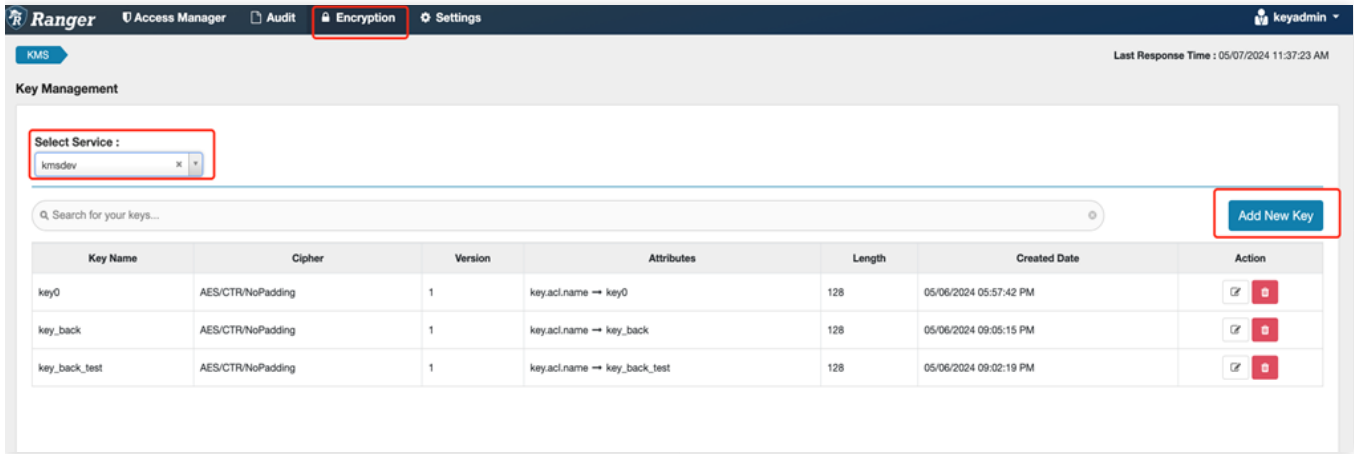 Ranger Access Manager Audit Encryption Settings keyadmin
KMS Last Response Time : 05/07/2024 11:37:23 AM
Key Management
Select Service :
kmsdev
Search for your keys... Add New Key
Key Name Cipher Version Attributes Length Created Date Action
key0 AES/CTR/NoPadding 1 key.acl.name → key0 128 05/06/2024 05:57:42 PM
key_back AES/CTR/NoPadding 1 key.acl.name → key_back 128 05/06/2024 09:05:15 PM
key_back_test AES/CTR/NoPadding 1 key.acl.name → key_back_test 128 05/06/2024 09:02:19 PM